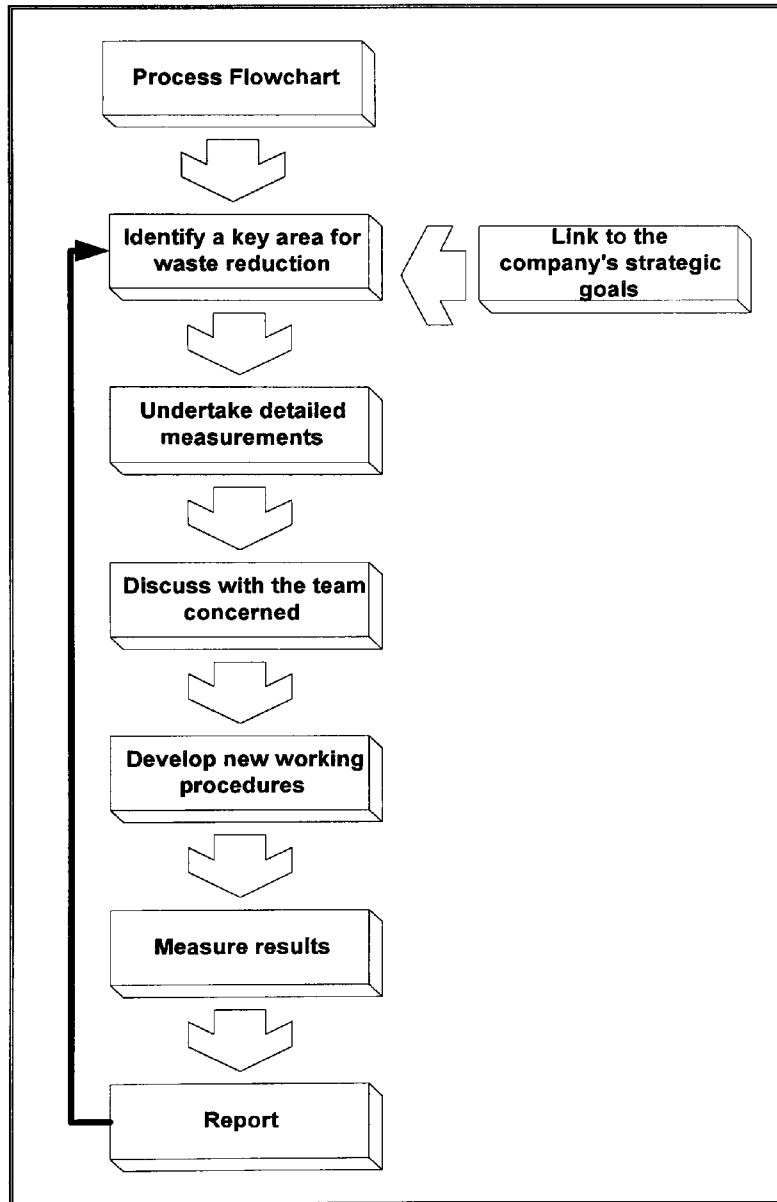 Process Flowchart
Identify a key area for
waste reduction
Link to the
company's strategic
goals
Undertake detailed
measurements
Discuss with the team
concerned
Develop new working
procedures
Measure results
Report